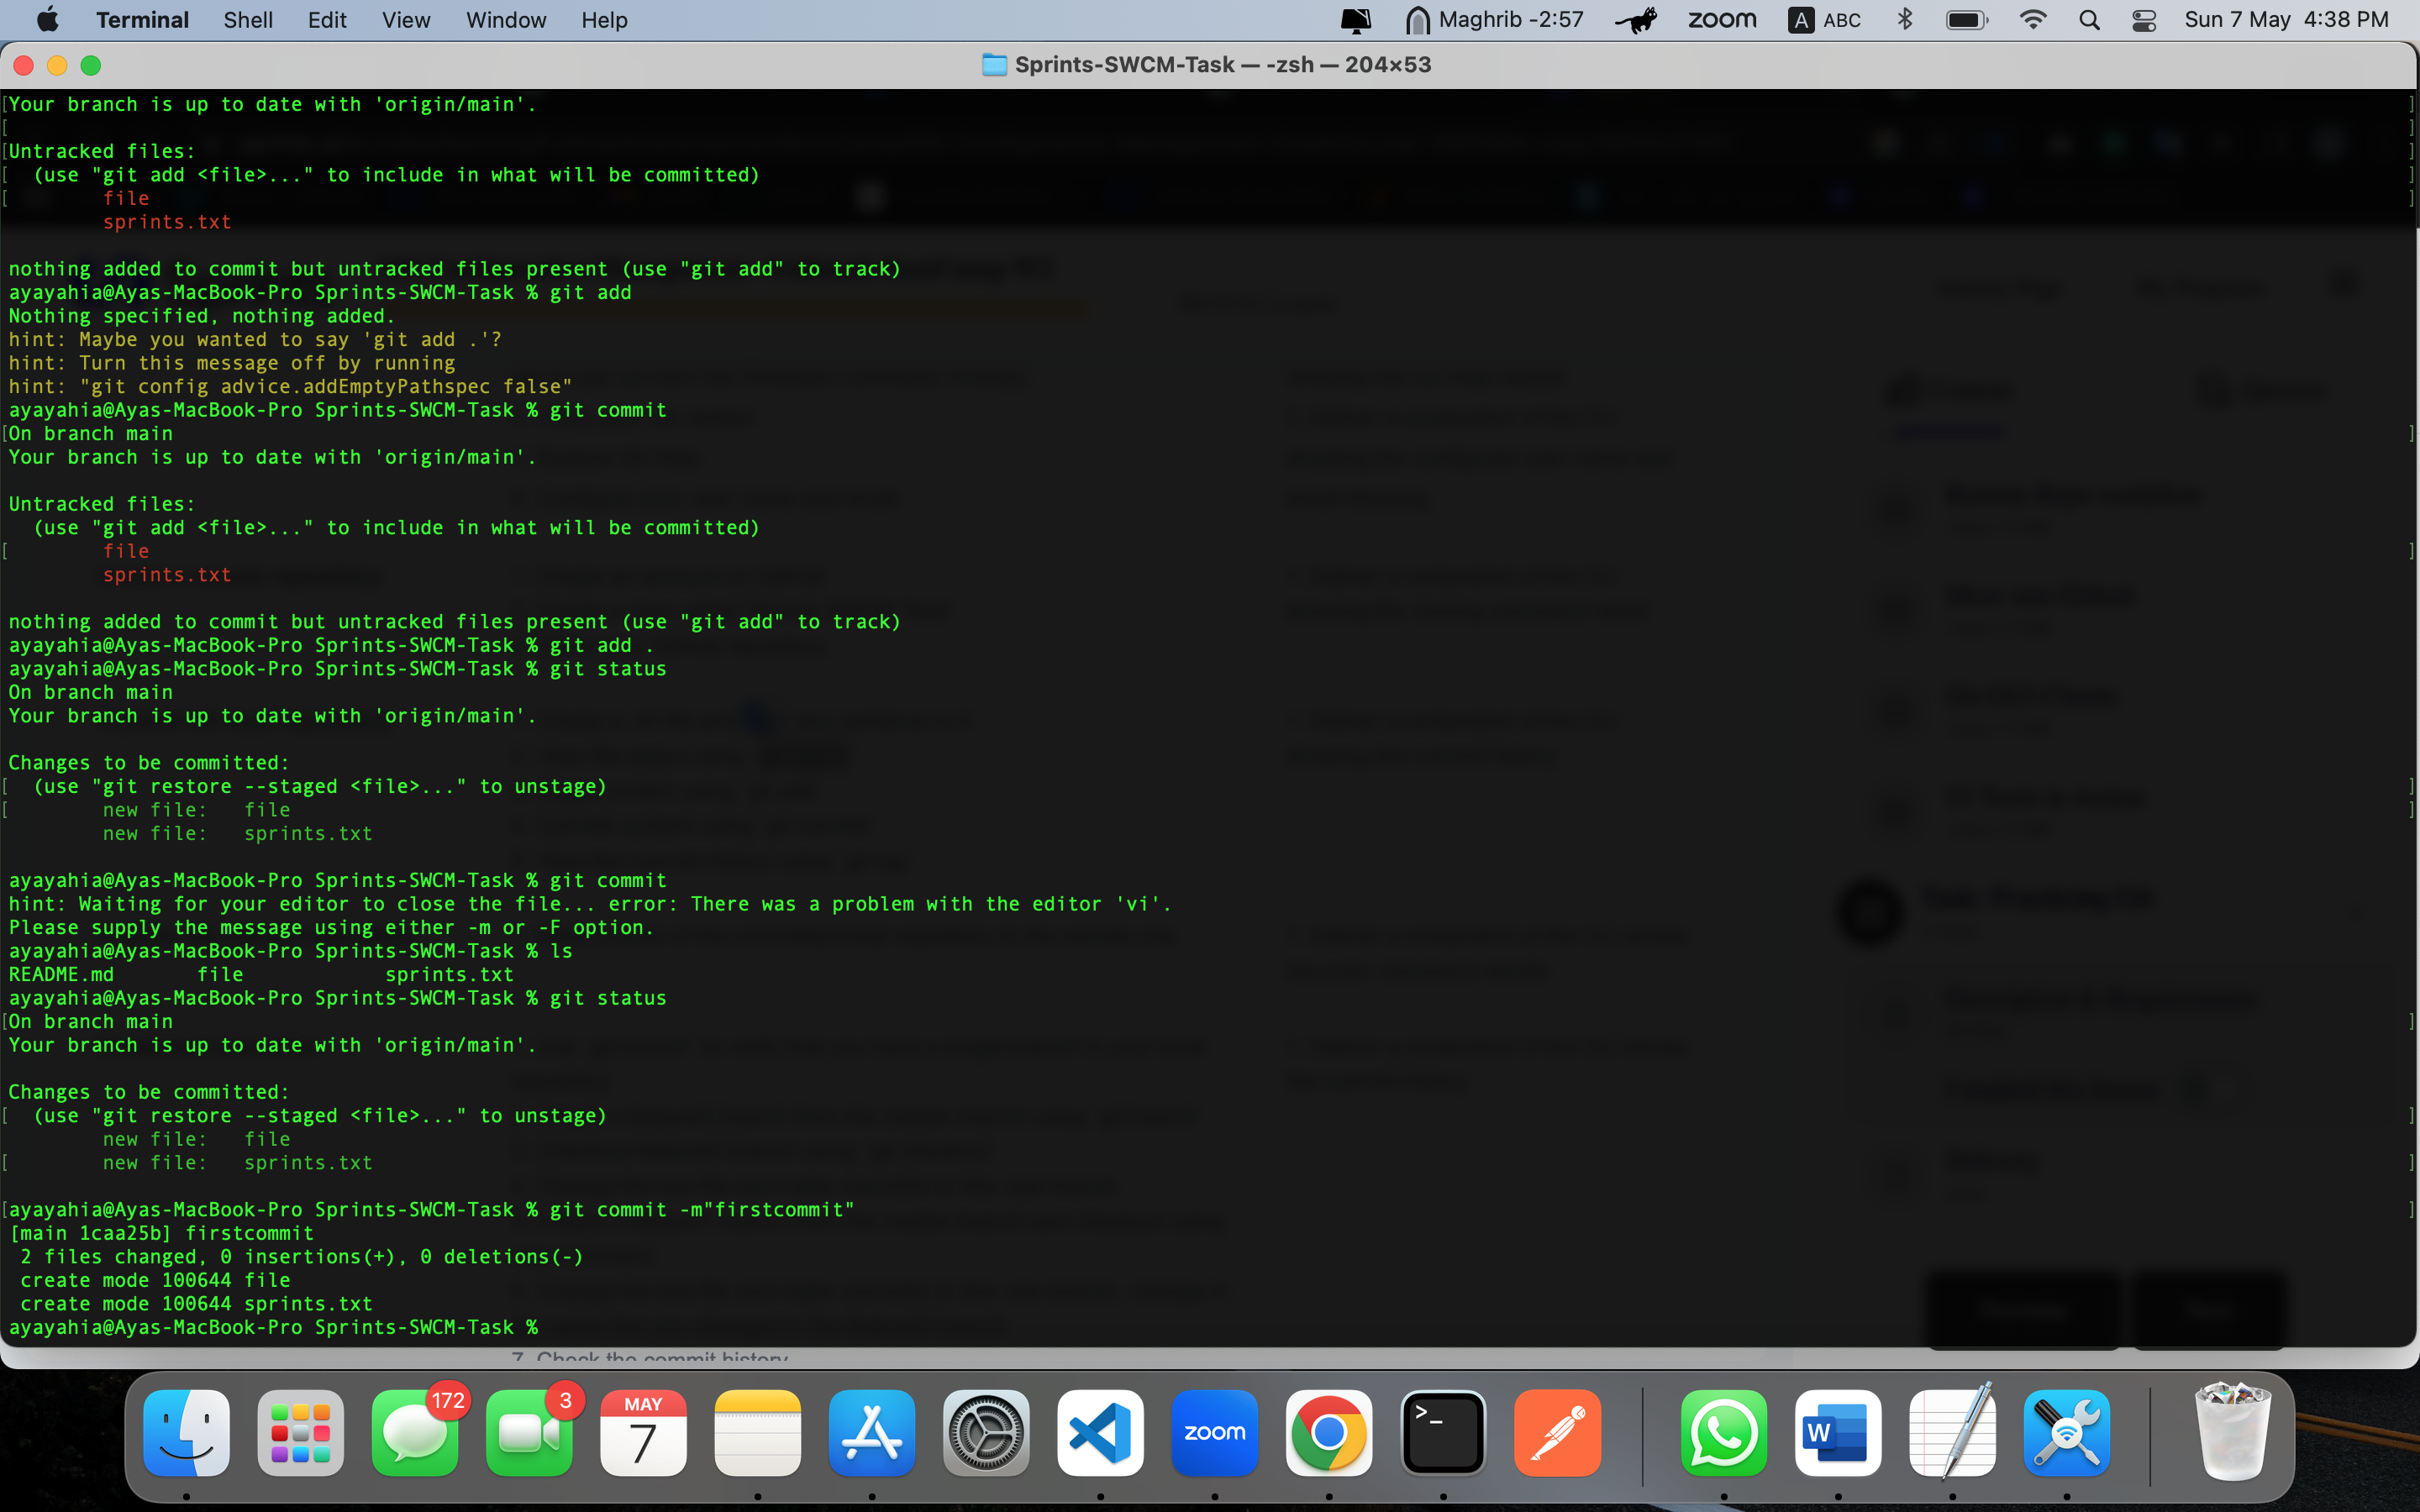 Terminal Shell Edit View Window Help Maghrib -2:57 zoom A ABC Sun 7 May 4:38 PM
Sprints-SWCM-Task — -zsh — 204×53
Your branch is up to date with 'origin/main'.
Untracked files:
(use "git add <file>..." to include in what will be committed)
file
sprints.txt
nothing added to commit but untracked files present (use "git add" to track)
ayayahia@Ayas-MacBook-Pro Sprints-SWCM-Task % git add
Nothing specified, nothing added.
hint: Maybe you wanted to say 'git add .'?
hint: Turn this message off by running
hint: "git config advice.addEmptyPathspec false"
ayayahia@Ayas-MacBook-Pro Sprints-SWCM-Task % git commit
On branch main
Your branch is up to date with 'origin/main'.
Untracked files:
(use "git add <file>..." to include in what will be committed)
file
sprints.txt
nothing added to commit but untracked files present (use "git add" to track)
ayayahia@Ayas-MacBook-Pro Sprints-SWCM-Task % git add .
ayayahia@Ayas-MacBook-Pro Sprints-SWCM-Task % git status
On branch main
Your branch is up to date with 'origin/main'.
Changes to be committed:
(use "git restore --staged <file>..." to unstage)
new file:   file
new file:   sprints.txt
ayayahia@Ayas-MacBook-Pro Sprints-SWCM-Task % git commit
hint: Waiting for your editor to close the file... error: There was a problem with the editor 'vi'.
Please supply the message using either -m or -F option.
ayayahia@Ayas-MacBook-Pro Sprints-SWCM-Task % ls
README.md file sprints.txt
ayayahia@Ayas-MacBook-Pro Sprints-SWCM-Task % git status
On branch main
Your branch is up to date with 'origin/main'.
Changes to be committed:
(use "git restore --staged <file>..." to unstage)
new file:   file
new file:   sprints.txt
ayayahia@Ayas-MacBook-Pro Sprints-SWCM-Task % git commit -m"firstcommit"
[main 1caa25b] firstcommit
2 files changed, 0 insertions(+), 0 deletions(-)
create mode 100644 file
create mode 100644 sprints.txt
ayayahia@Ayas-MacBook-Pro Sprints-SWCM-Task %
7. Check the commit history
172 3 MAY
7 zoom >_ W